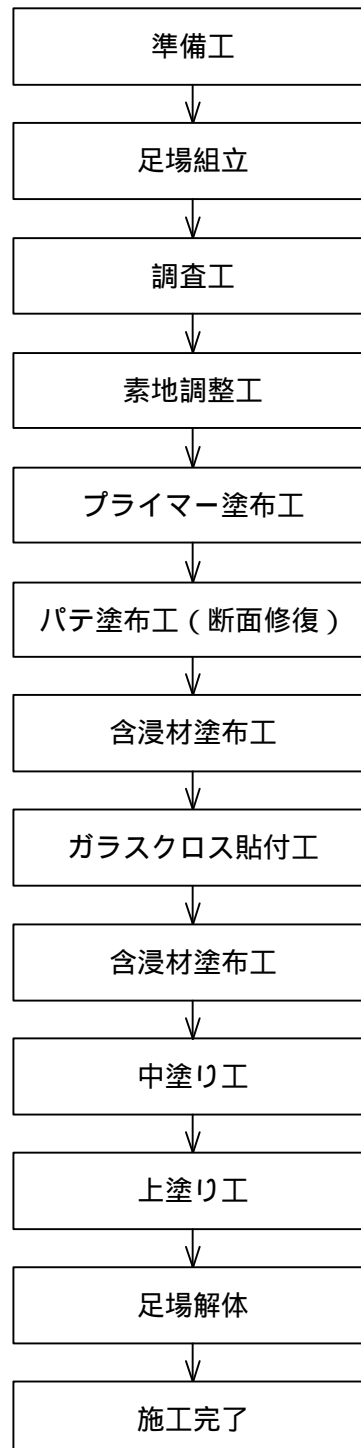 準備工
足場組立
調査工
素地調整工
プライマー塗布工
パテ塗布工（断面修復）
含浸材塗布工
ガラスクロス貼付工
含浸材塗布工
中塗り工
上塗り工
足場解体
施工完了